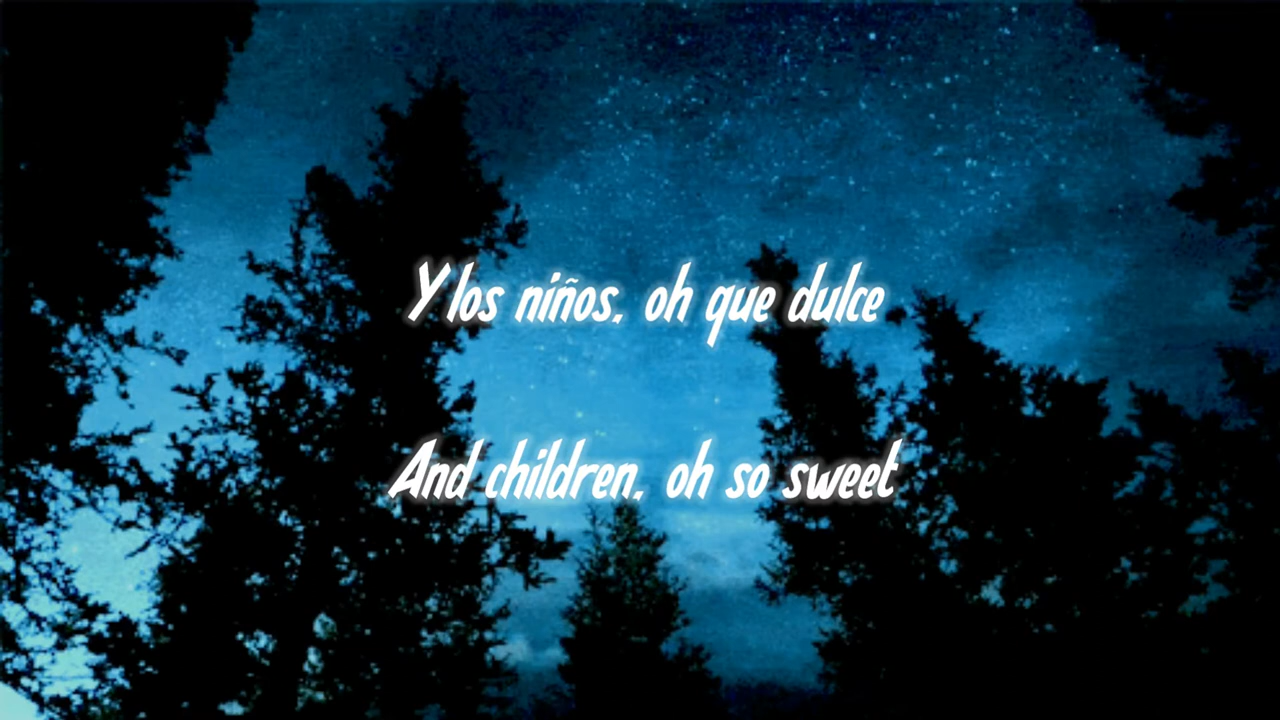 Y los niños, oh que dulce
And children, oh so sweet